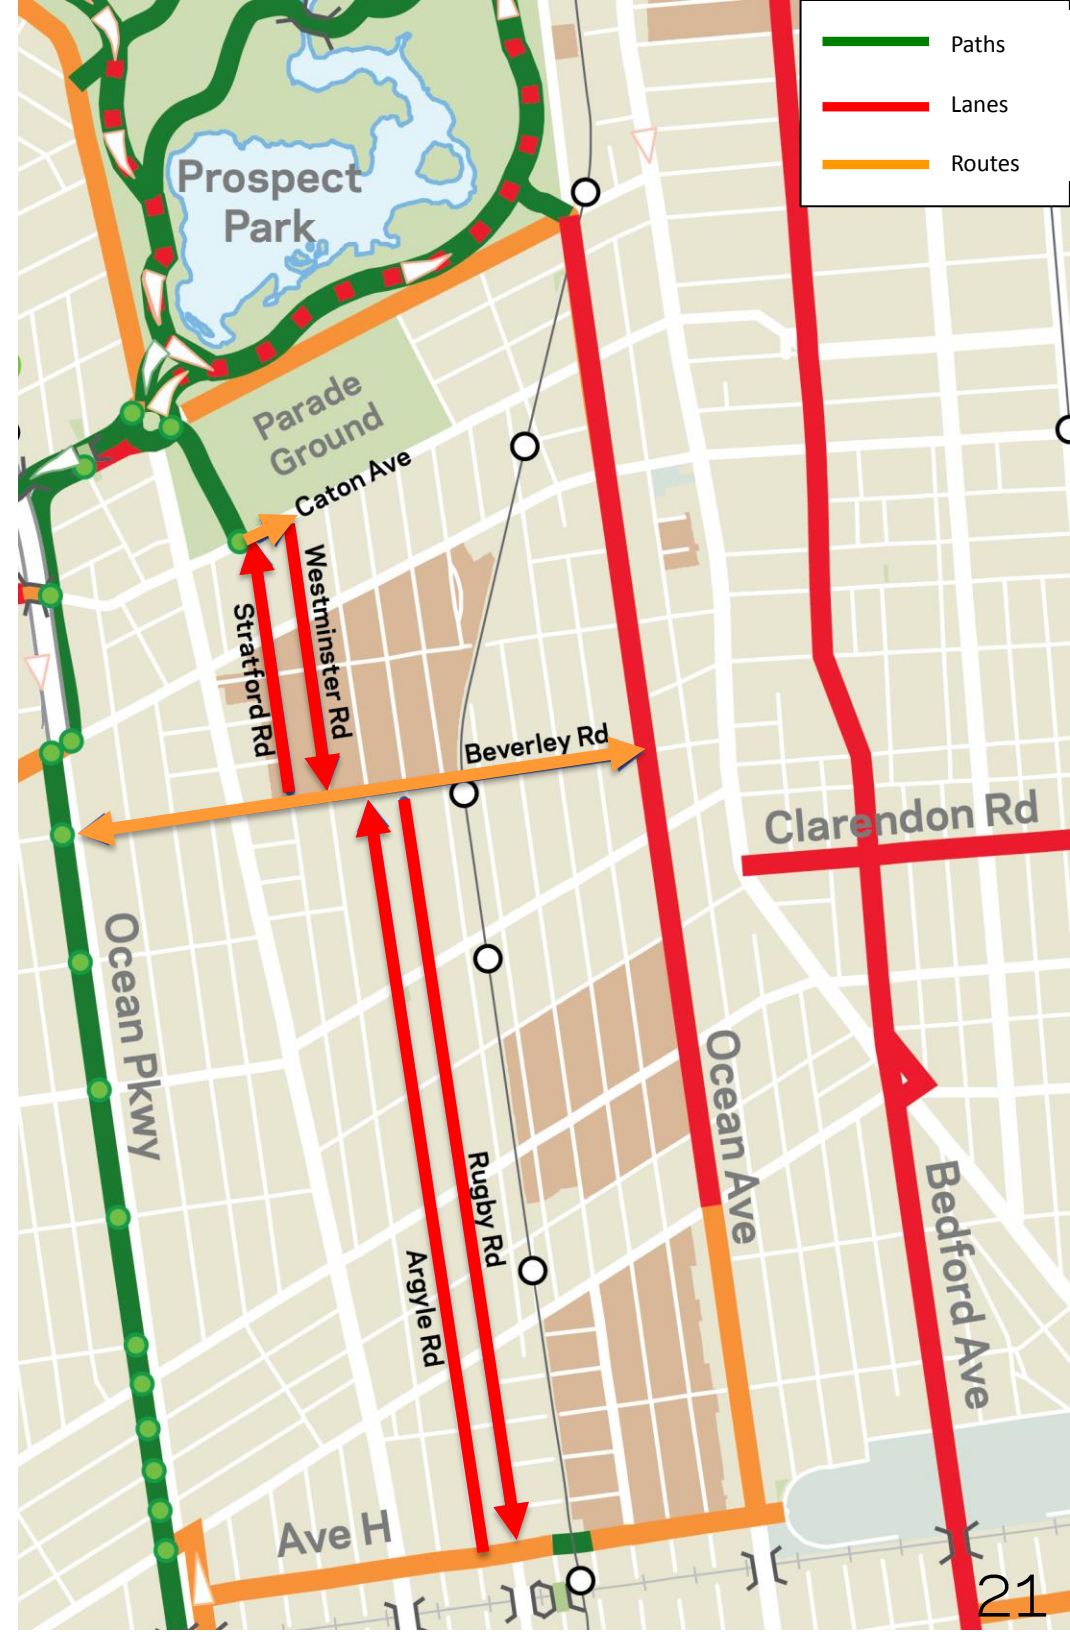 Paths
Lanes
Routes
Prospect
Park
Parade
Ground
Caton Ave
Westminster Rd
Stratford Rd
Beverley Rd
Clarendon Rd
Ocean Pkwy
Ocean Ave
Rugby Rd
Argyle Rd
Bedford Ave
Ave H
21